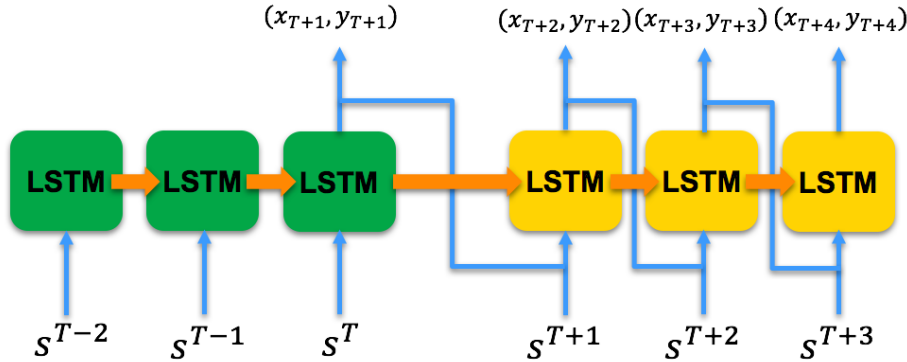 (x_{T+1}, y_{T+1}) (x_{T+2}, y_{T+2}) (x_{T+3}, y_{T+3}) (x_{T+4}, y_{T+4})
LSTM LSTM LSTM LSTM LSTM LSTM
s^{T-2} s^{T-1} s^{T} s^{T+1} s^{T+2} s^{T+3}